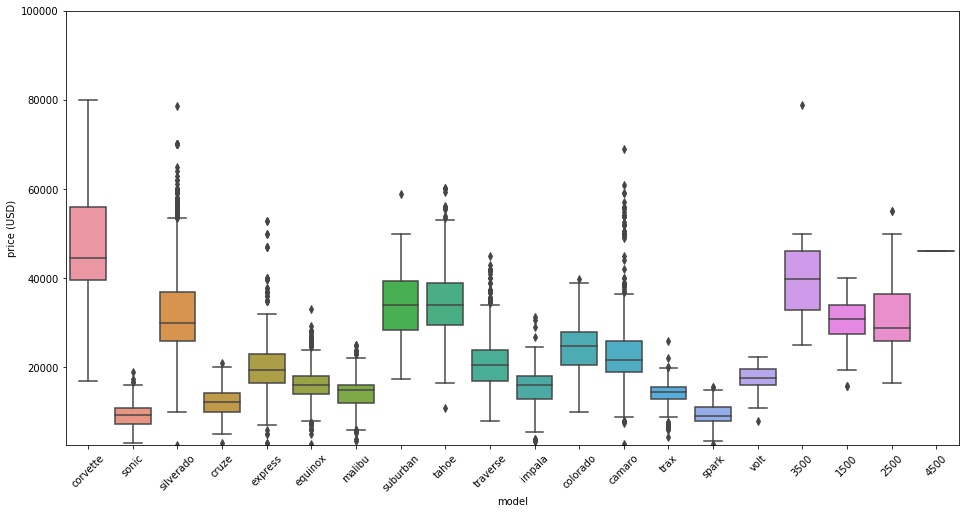 100000
80000
60000
40000
20000
price (USD)
corvette
sonic
silverado
cruze
express
equinox
malibu
suburban
tahoe
traverse
impala
colorado
camaro
trax
spark
volt
3500
1500
2500
4500
model